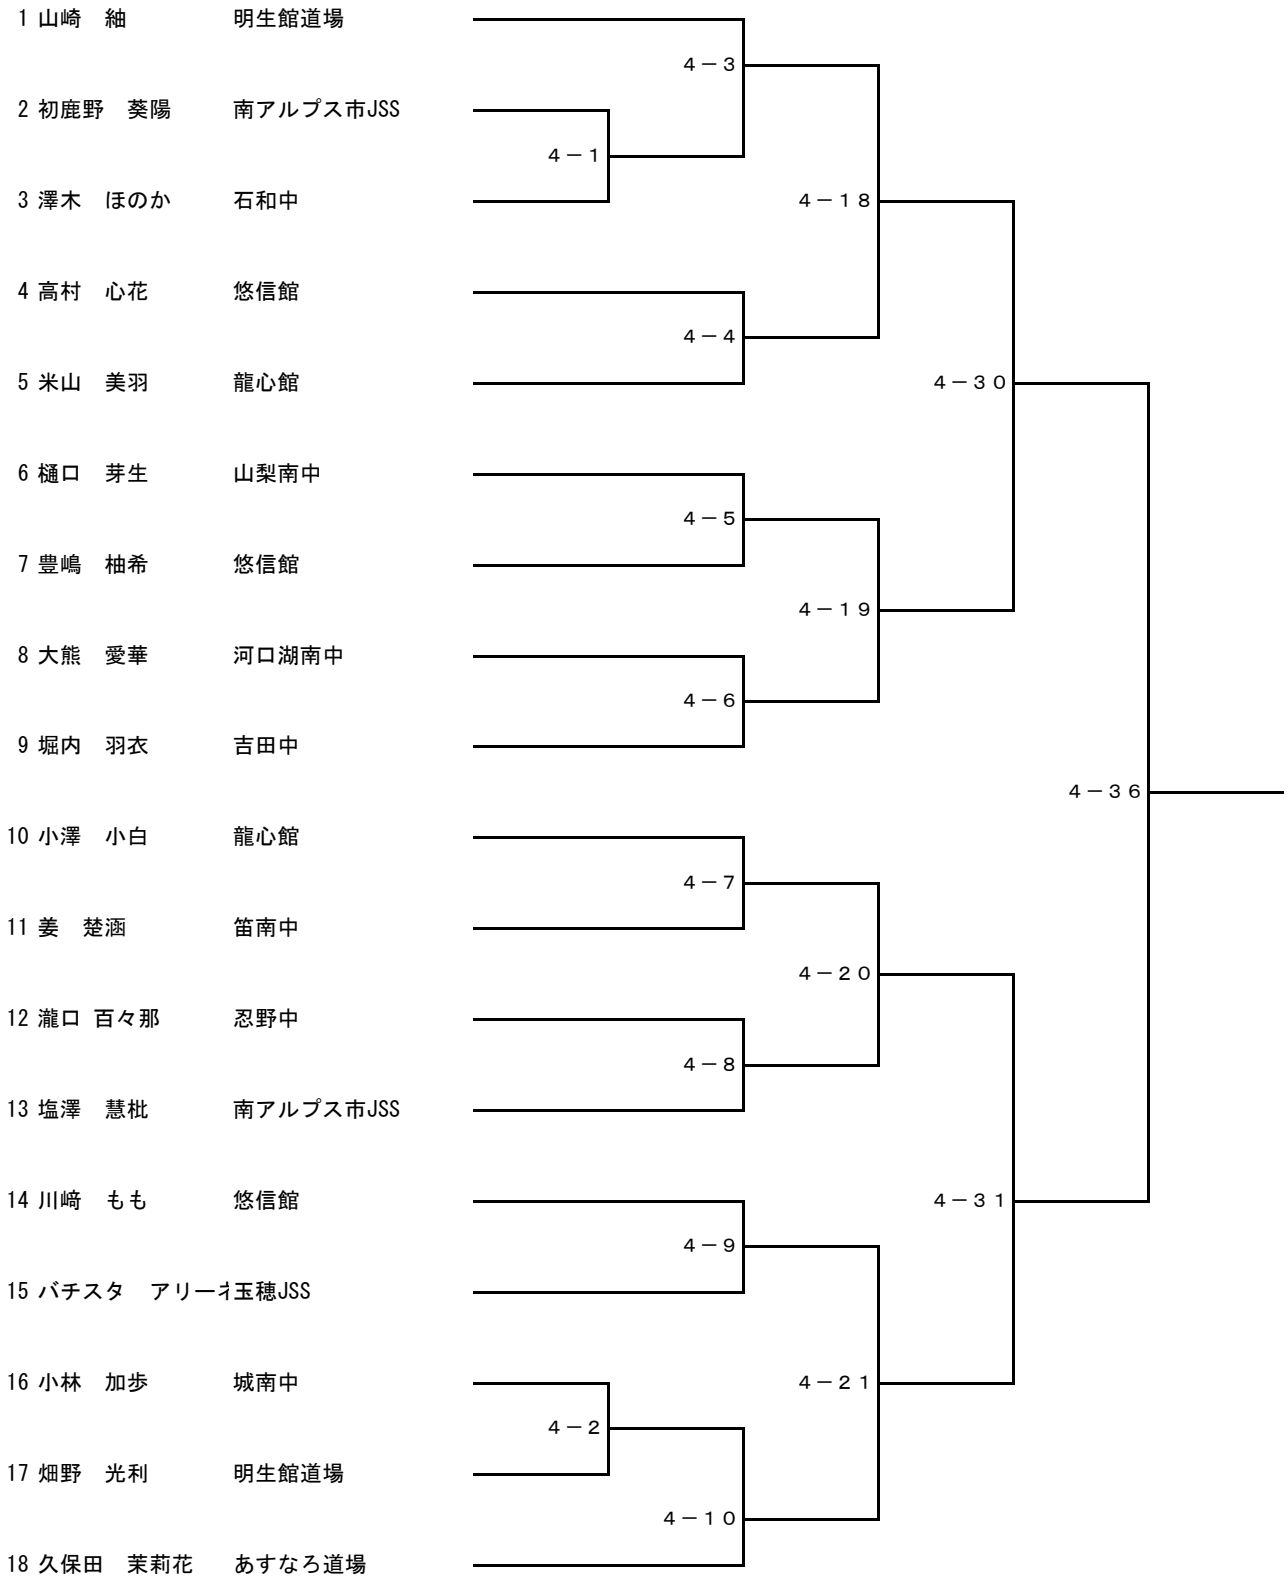 1 山崎　紬 明生館道場
4－3
2 初鹿野　葵陽 南アルプス市JSS
4－1
3 澤木　ほのか 石和中
4－18
4 高村　心花 悠信館
4－4
5 米山　美羽 龍心館
4－30
6 樋口　芽生 山梨南中
4－5
7 豊嶋　柚希 悠信館
4－19
8 大熊　愛華 河口湖南中
4－6
9 堀内　羽衣 吉田中
4－36
10 小澤　小白 龍心館
4－7
11 姜　楚涵 笛南中
4－20
12 瀧口 百々那 忍野中
4－8
13 塩澤　慧枇 南アルプス市JSS
14 川﨑　もも 悠信館
4－31
4－9
15 バチスタ　アリー 玉穂JSS
16 小林　加歩 城南中
4－21
4－2
17 畑野　光利 明生館道場
4－10
18 久保田　茉莉花 あすなろ道場